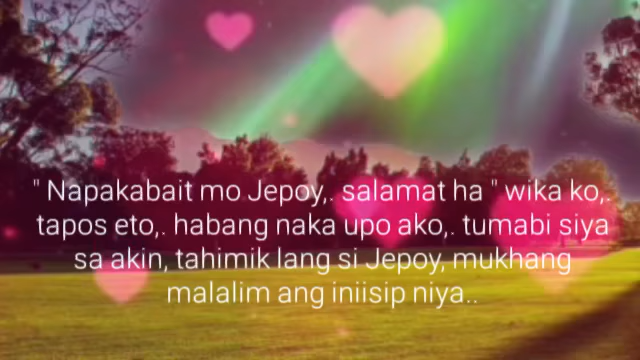 " Napakabait mo Jepoy,. salamat ha " wika ko,.
tapos eto,. habang naka upo ako,. tumabi siya
sa akin, tahimik lang si Jepoy, mukhang
malalim ang iniisip niya..